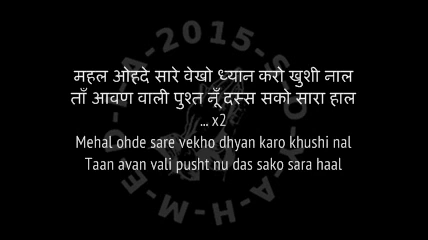 महल ओहदे सारे वेखो ध्यान करो खुशी नाल
ताँ आवण वाली पुश्त नूँ दस्स सको सारा हाल
... x2
Mehal ohde sare vekho dhyan karo khushi nal
Taan avan vali pusht nu das sako sara haal